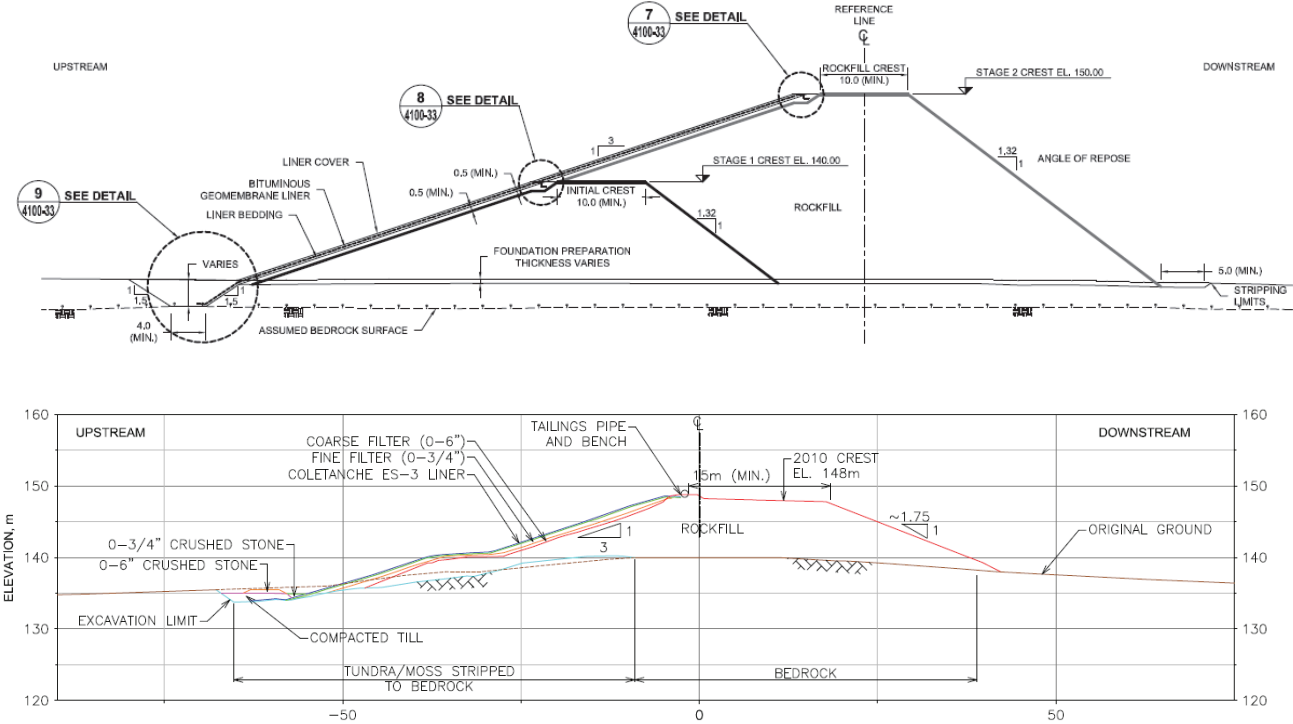 7
4100-33
SEE DETAIL
REFERENCE
LINE
℄
UPSTREAM
DOWNSTREAM
ROCKFILL CREST
10.0 (MIN.)
STAGE 2 CREST EL. 150.00
8
4100-33
SEE DETAIL
3
1
1.32
1
ANGLE OF REPOSE
LINER COVER
STAGE 1 CREST EL. 140.00
0.5 (MIN.)
0.5 (MIN.)
BITUMINOUS
GEOMEMBRANE LINER
INITIAL CREST
10.0 (MIN.)
9
4100-33
SEE DETAIL
LINER BEDDING
1.32
1
ROCKFILL
FOUNDATION PREPARATION
THICKNESS VARIES
VARIES
5.0 (MIN.)
1
1.5
1
1.5
STRIPPING
LIMITS
4.0
(MIN.)
ASSUMED BEDROCK SURFACE
160
160
UPSTREAM
TAILINGS PIPE
AND BENCH
℄
DOWNSTREAM
COARSE FILTER (0-6")
FINE FILTER (0-3/4")
COLETANCHE ES-3 LINER
2010 CREST
EL. 148m
15m (MIN.)
150
150
ROCKFILL
~1.75
1
ORIGINAL GROUND
1
3
0-3/4" CRUSHED STONE
0-6" CRUSHED STONE
140
140
ELEVATION, m
EXCAVATION LIMIT
COMPACTED TILL
130
130
TUNDRA/MOSS STRIPPED
TO BEDROCK
BEDROCK
120
120
-50
0
50